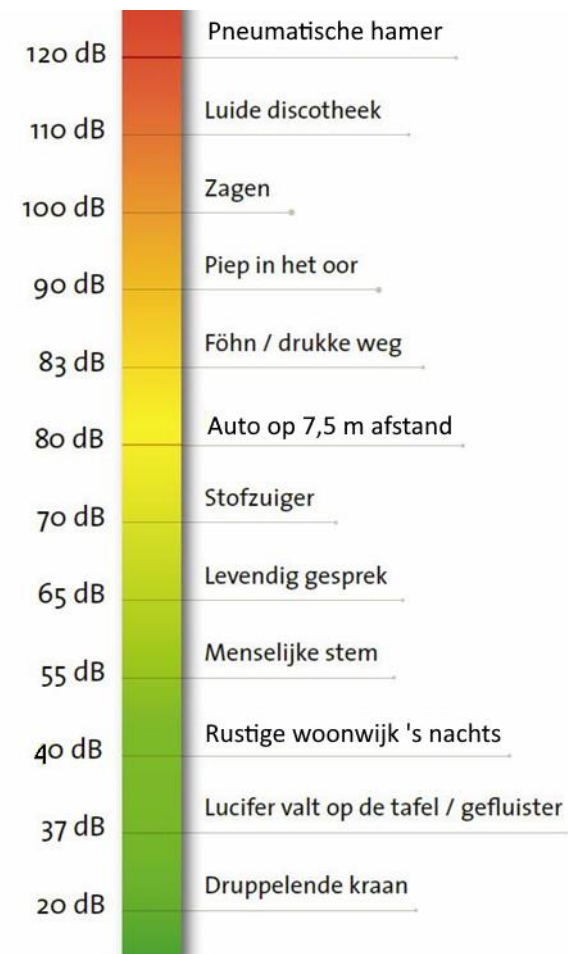 Pneumatische hamer
120 dB
Luide discotheek
110 dB
Zagen
100 dB
Piep in het oor
90 dB
Föhn / drukke weg
83 dB
Auto op 7,5 m afstand
80 dB
Stofzuiger
70 dB
Levendig gesprek
65 dB
Menselijke stem
55 dB
Rustige woonwijk 's nachts
40 dB
Lucifer valt op de tafel / gefluister
37 dB
Druppelende kraan
20 dB